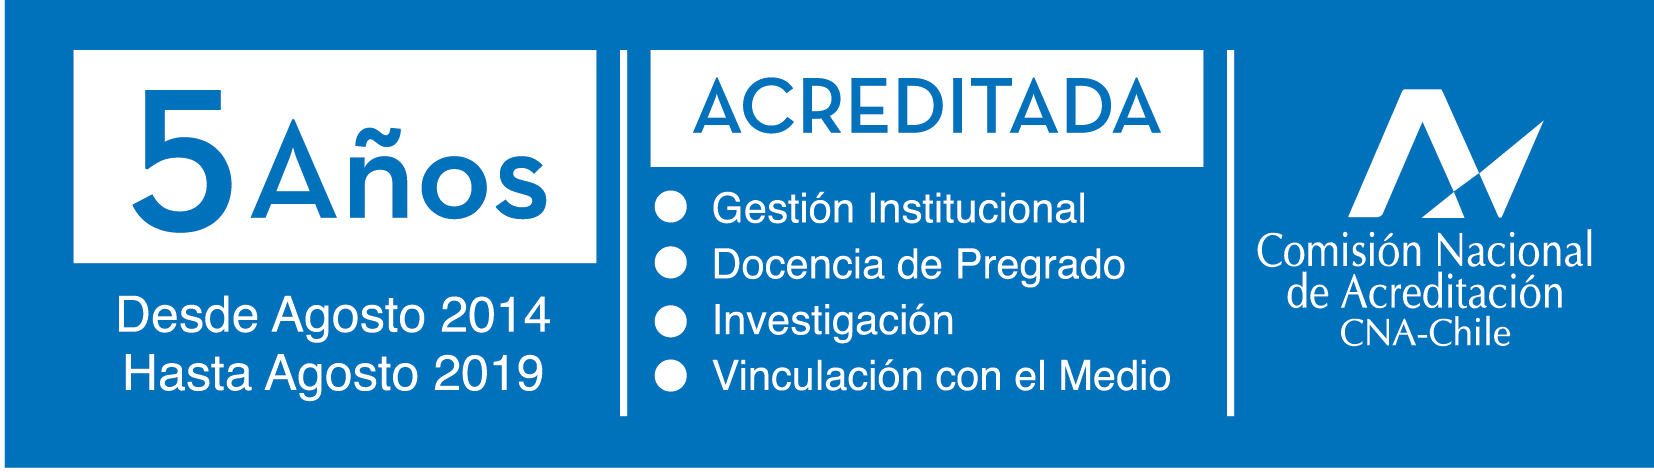 5 Años
Desde Agosto 2014
Hasta Agosto 2019
ACREDITADA
Gestión Institucional
Docencia de Pregrado
Investigación
Vinculación con el Medio
Comisión Nacional
de Acreditación
CNA-Chile